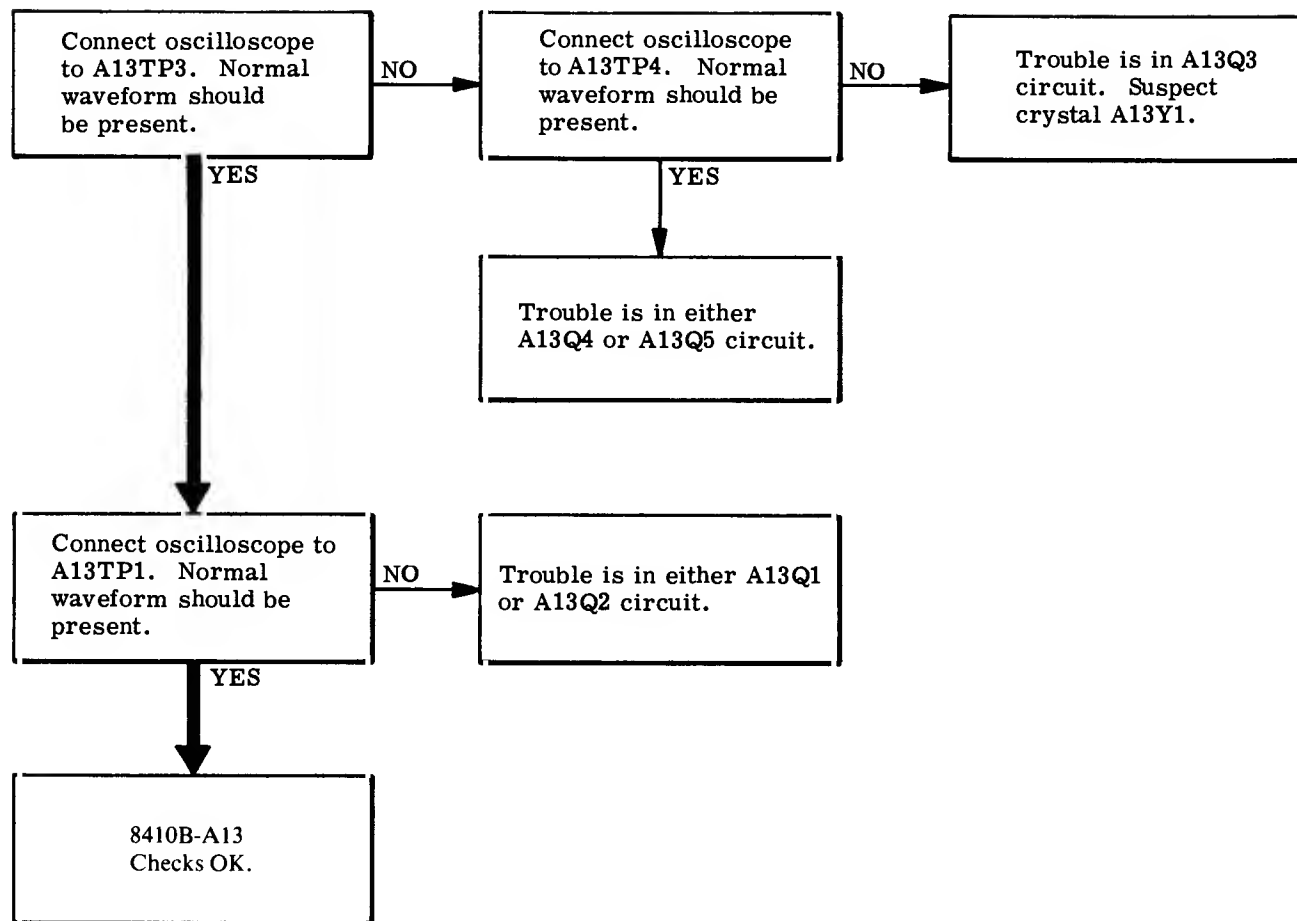 Connect oscilloscope
to A13TP3. Normal
waveform should
be present.
NO
Connect oscilloscope
to A13TP4. Normal
waveform should be
present.
NO
Trouble is in A13Q3
circuit. Suspect
crystal A13Y1.
YES
YES
Trouble is in either
A13Q4 or A13Q5 circuit.
Connect oscilloscope to
A13TP1. Normal
waveform should be
present.
NO
Trouble is in either A13Q1
or A13Q2 circuit.
YES
8410B-A13
Checks OK.